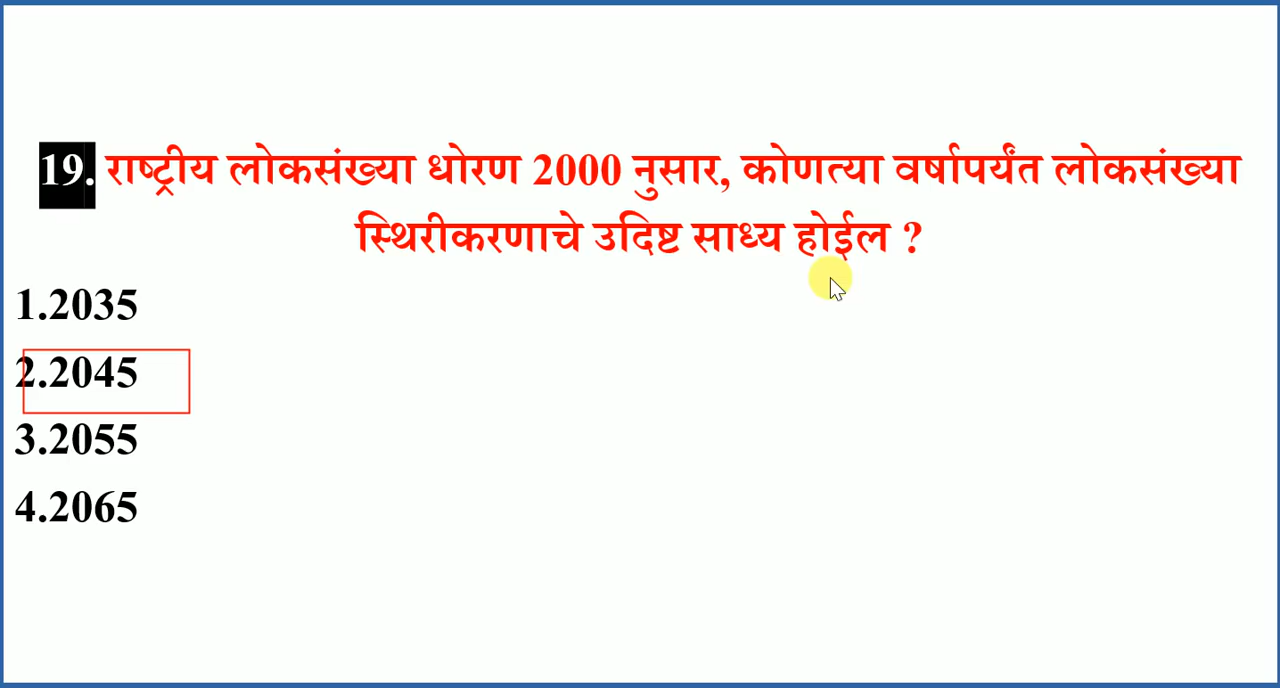 19. राष्ट्रीय लोकसंख्या धोरण 2000 नुसार, कोणत्या वर्षापर्यंत लोकसंख्या
स्थिरीकरणाचे उदिष्ट साध्य होईल ?
1.2035
2.2045
3.2055
4.2065